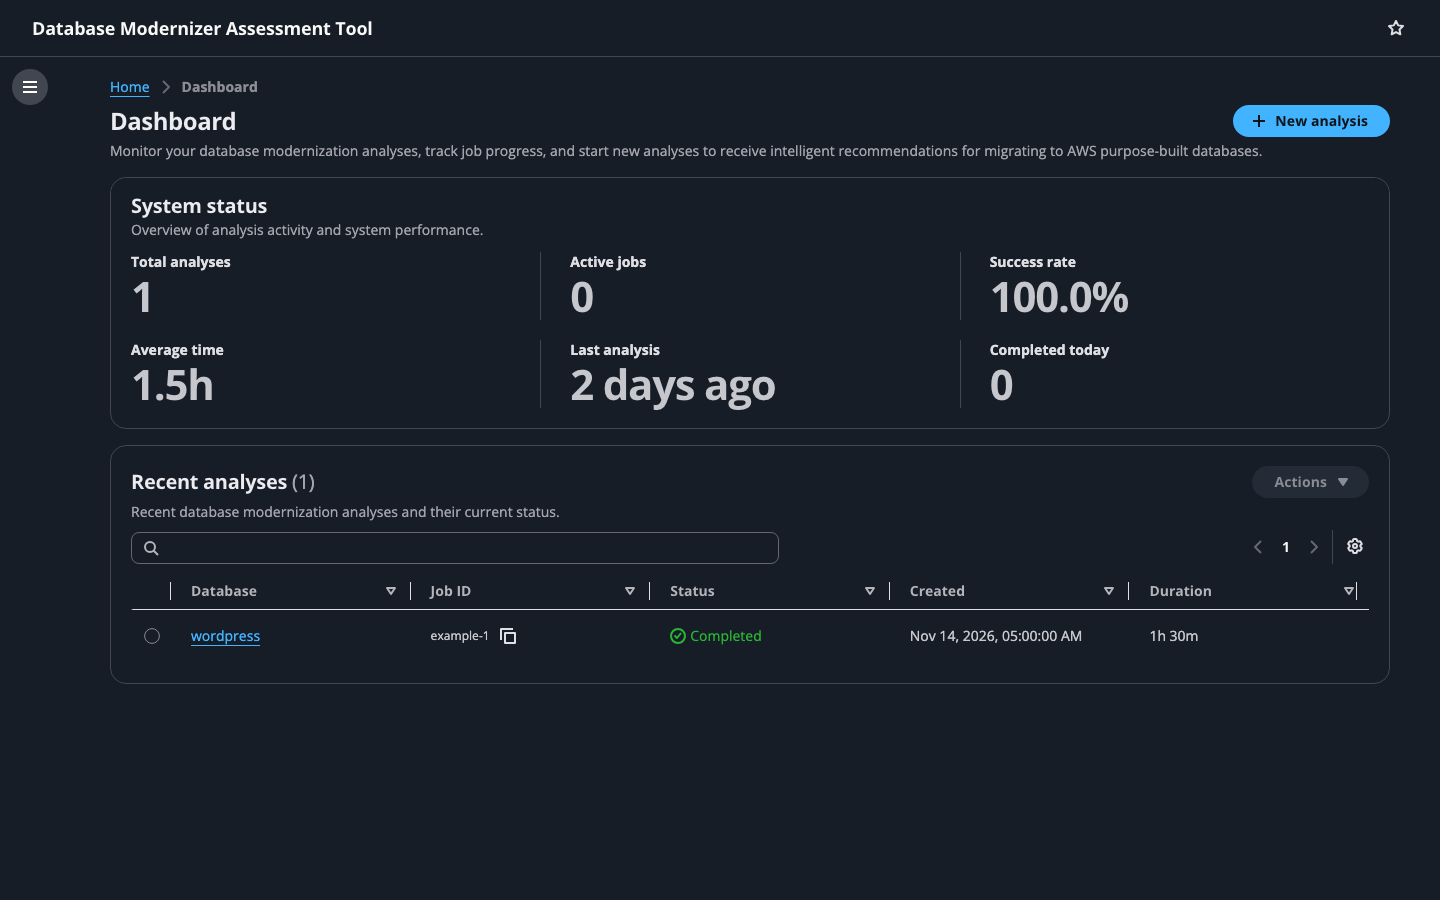 Database Modernizer Assessment Tool
Home
Dashboard
Dashboard
New analysis
Monitor your database modernization analyses, track job progress, and start new analyses to receive intelligent recommendations for migrating to AWS purpose-built databases.
System status
Overview of analysis activity and system performance.
Total analyses
1
Active jobs
0
Success rate
100.0%
Average time
1.5h
Last analysis
2 days ago
Completed today
0
Recent analyses (1)
Actions
Recent database modernization analyses and their current status.
1
Database Job ID Status Created Duration
wordpress example-1 Completed Nov 14, 2026, 05:00:00 AM 1h 30m